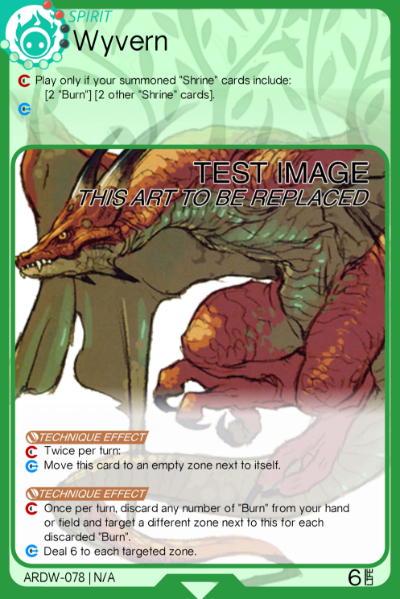 SPIRIT
Wyvern
Play only if your summoned "Shrine" cards include:
[2 "Burn"] [2 other "Shrine" cards].
TEST IMAGE
THIS ART TO BE REPLACED
TECHNIQUE EFFECT
Twice per turn:
Move this card to an empty zone next to itself.
TECHNIQUE EFFECT
Once per turn, discard any number of "Burn" from your hand
or field and target a different zone next to this for each
discarded "Burn".
Deal 6 to each targeted zone.
ARDW-078 | N/A
6 LIFE